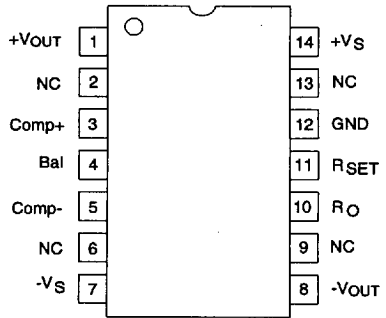 +VOUT 1 14 +VS
NC 2 13 NC
Comp+ 3 12 GND
Bal 4 11 RSET
Comp- 5 10 RO
NC 6 9 NC
-VS 7 8 -VOUT